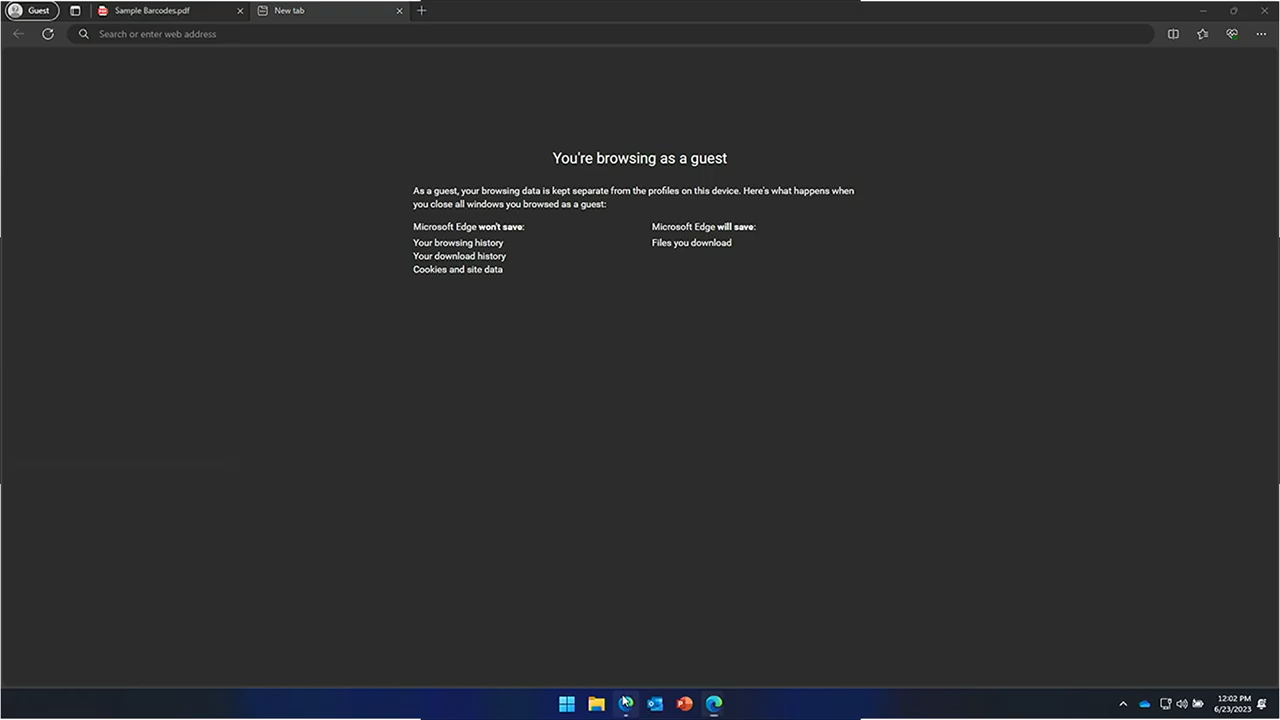 Guest
Sample Barcodes.pdf
New tab
Search or enter web address
You're browsing as a guest
As a guest, your browsing data is kept separate from the profiles on this device. Here's what happens when
you close all windows you browsed as a guest:
Microsoft Edge won't save:
Your browsing history
Your download history
Cookies and site data
Microsoft Edge will save:
Files you download
12:02 PM
6/23/2023